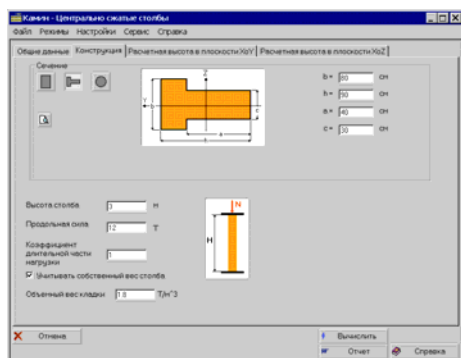 Камин - Центрально сжатые столбы
Файл Режимы Настройки Сервис Справка
Общие данные Конструкция Расчетная высота в плоскости XoY Расчетная высота в плоскости XoZ
Сечение
b = 80 см
h = 90 см
a = 40 см
c = 30 см
Z
Y
b
c
a
Высота столба 3 м
Продольная сила 12 Т
Коэффициент
длительной части
нагрузки 1
Учитывать собственный вес столба
Объемный вес кладки 1.8 Т/м^3
N
H
Отмена
Вычислить
Отчет
Справка